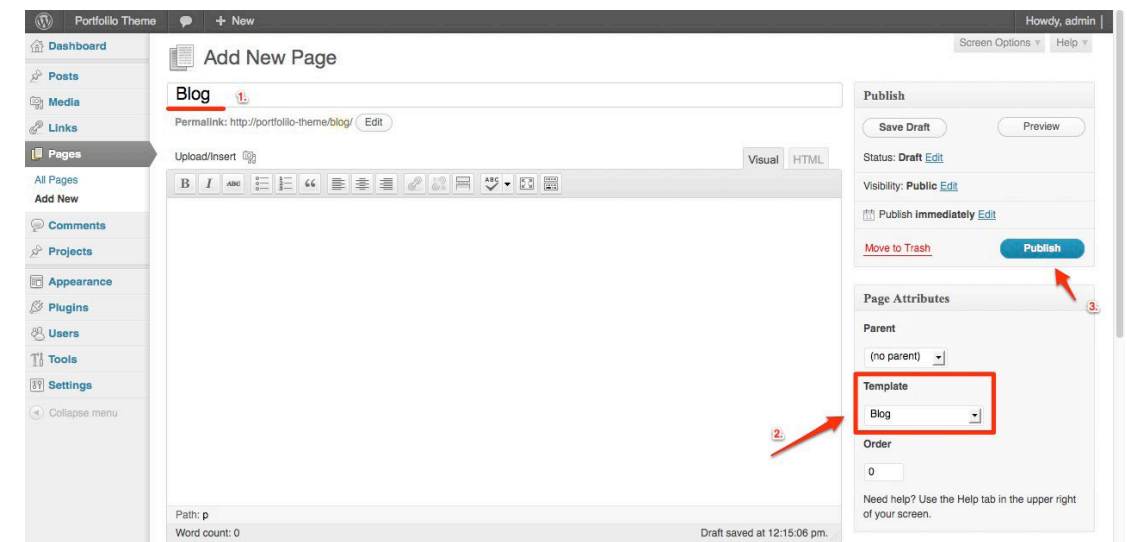 Portfolilo Theme + New Howdy, admin
Screen Options Help
Dashboard
Posts
Media
Links
Pages
All Pages
Add New
Comments
Projects
Appearance
Plugins
Users
Tools
Settings
Collapse menu
Add New Page
Blog 1.
Permalink: http://portfolilo-theme/blog/ Edit
Upload/Insert Visual HTML
B I ABC “ ABC
Path: p
Word count: 0 Draft saved at 12:15:06 pm.
Publish
Save Draft Preview
Status: Draft Edit
Visibility: Public Edit
Publish immediately Edit
Move to Trash Publish
3.
Page Attributes
Parent
(no parent)
Template
Blog
2.
Order
0
Need help? Use the Help tab in the upper right
of your screen.